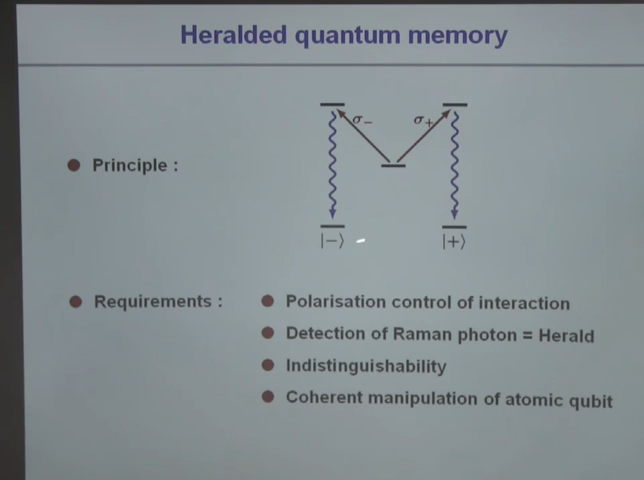 Heralded quantum memory
σ− σ+
Principle :
|−⟩ |+⟩
Requirements : Polarisation control of interaction
Detection of Raman photon = Herald
Indistinguishability
Coherent manipulation of atomic qubit